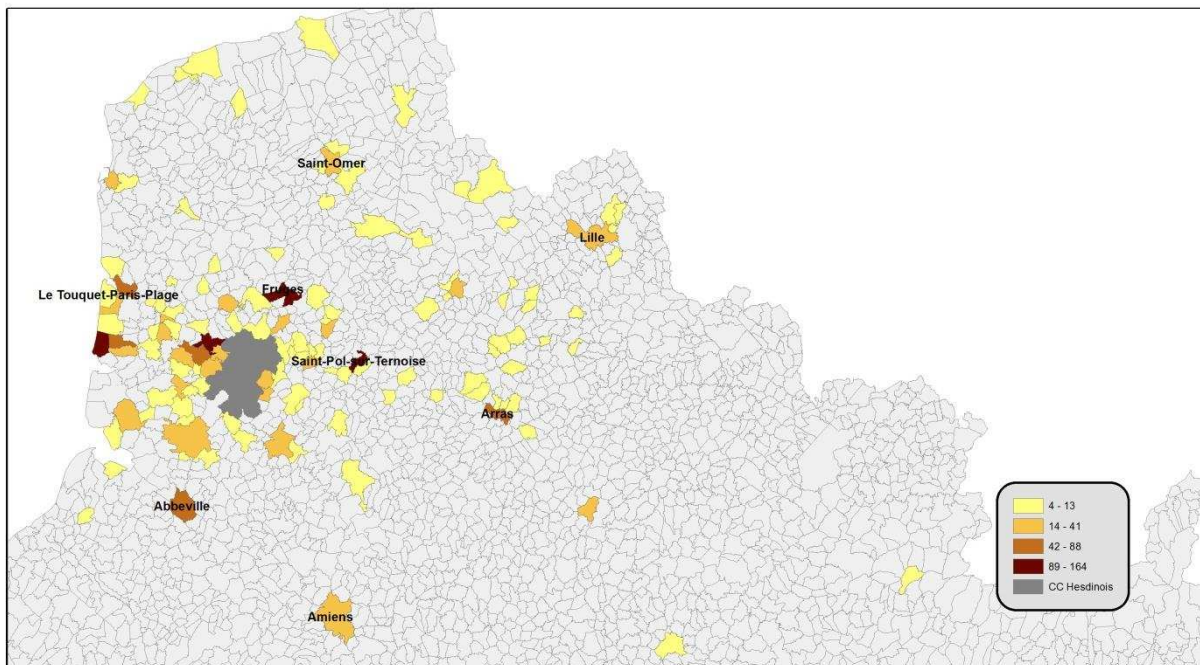 Saint-Omer
Lille
Le Touquet-Paris-Plage
Fruges
Saint-Pol-sur-Ternoise
Arras
Abbeville
Amiens
4 - 13
14 - 41
42 - 88
89 - 164
CC Hesdinois